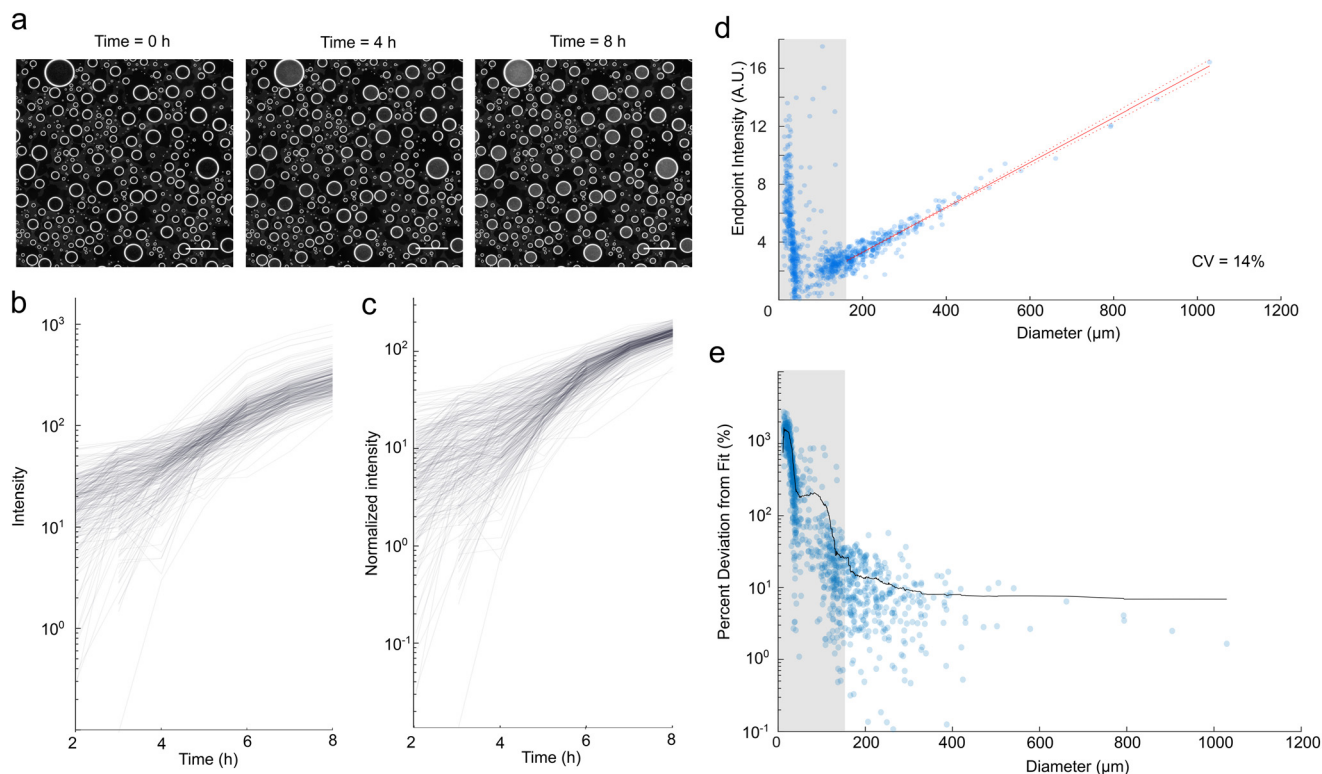 a
Time = 0 h
Time = 4 h
Time = 8 h
b
Intensity
10³
10²
10¹
10⁰
2
4
6
8
Time (h)
c
Normalized intensity
10²
10¹
10⁰
10⁻¹
2
4
6
8
Time (h)
d
Endpoint Intensity (A.U.)
16
12
8
4
0
200
400
600
800
1000
1200
CV = 14%
Diameter (µm)
e
Percent Deviation from Fit (%)
10³
10²
10¹
10⁰
10⁻¹
0
200
400
600
800
1000
1200
Diameter (µm)